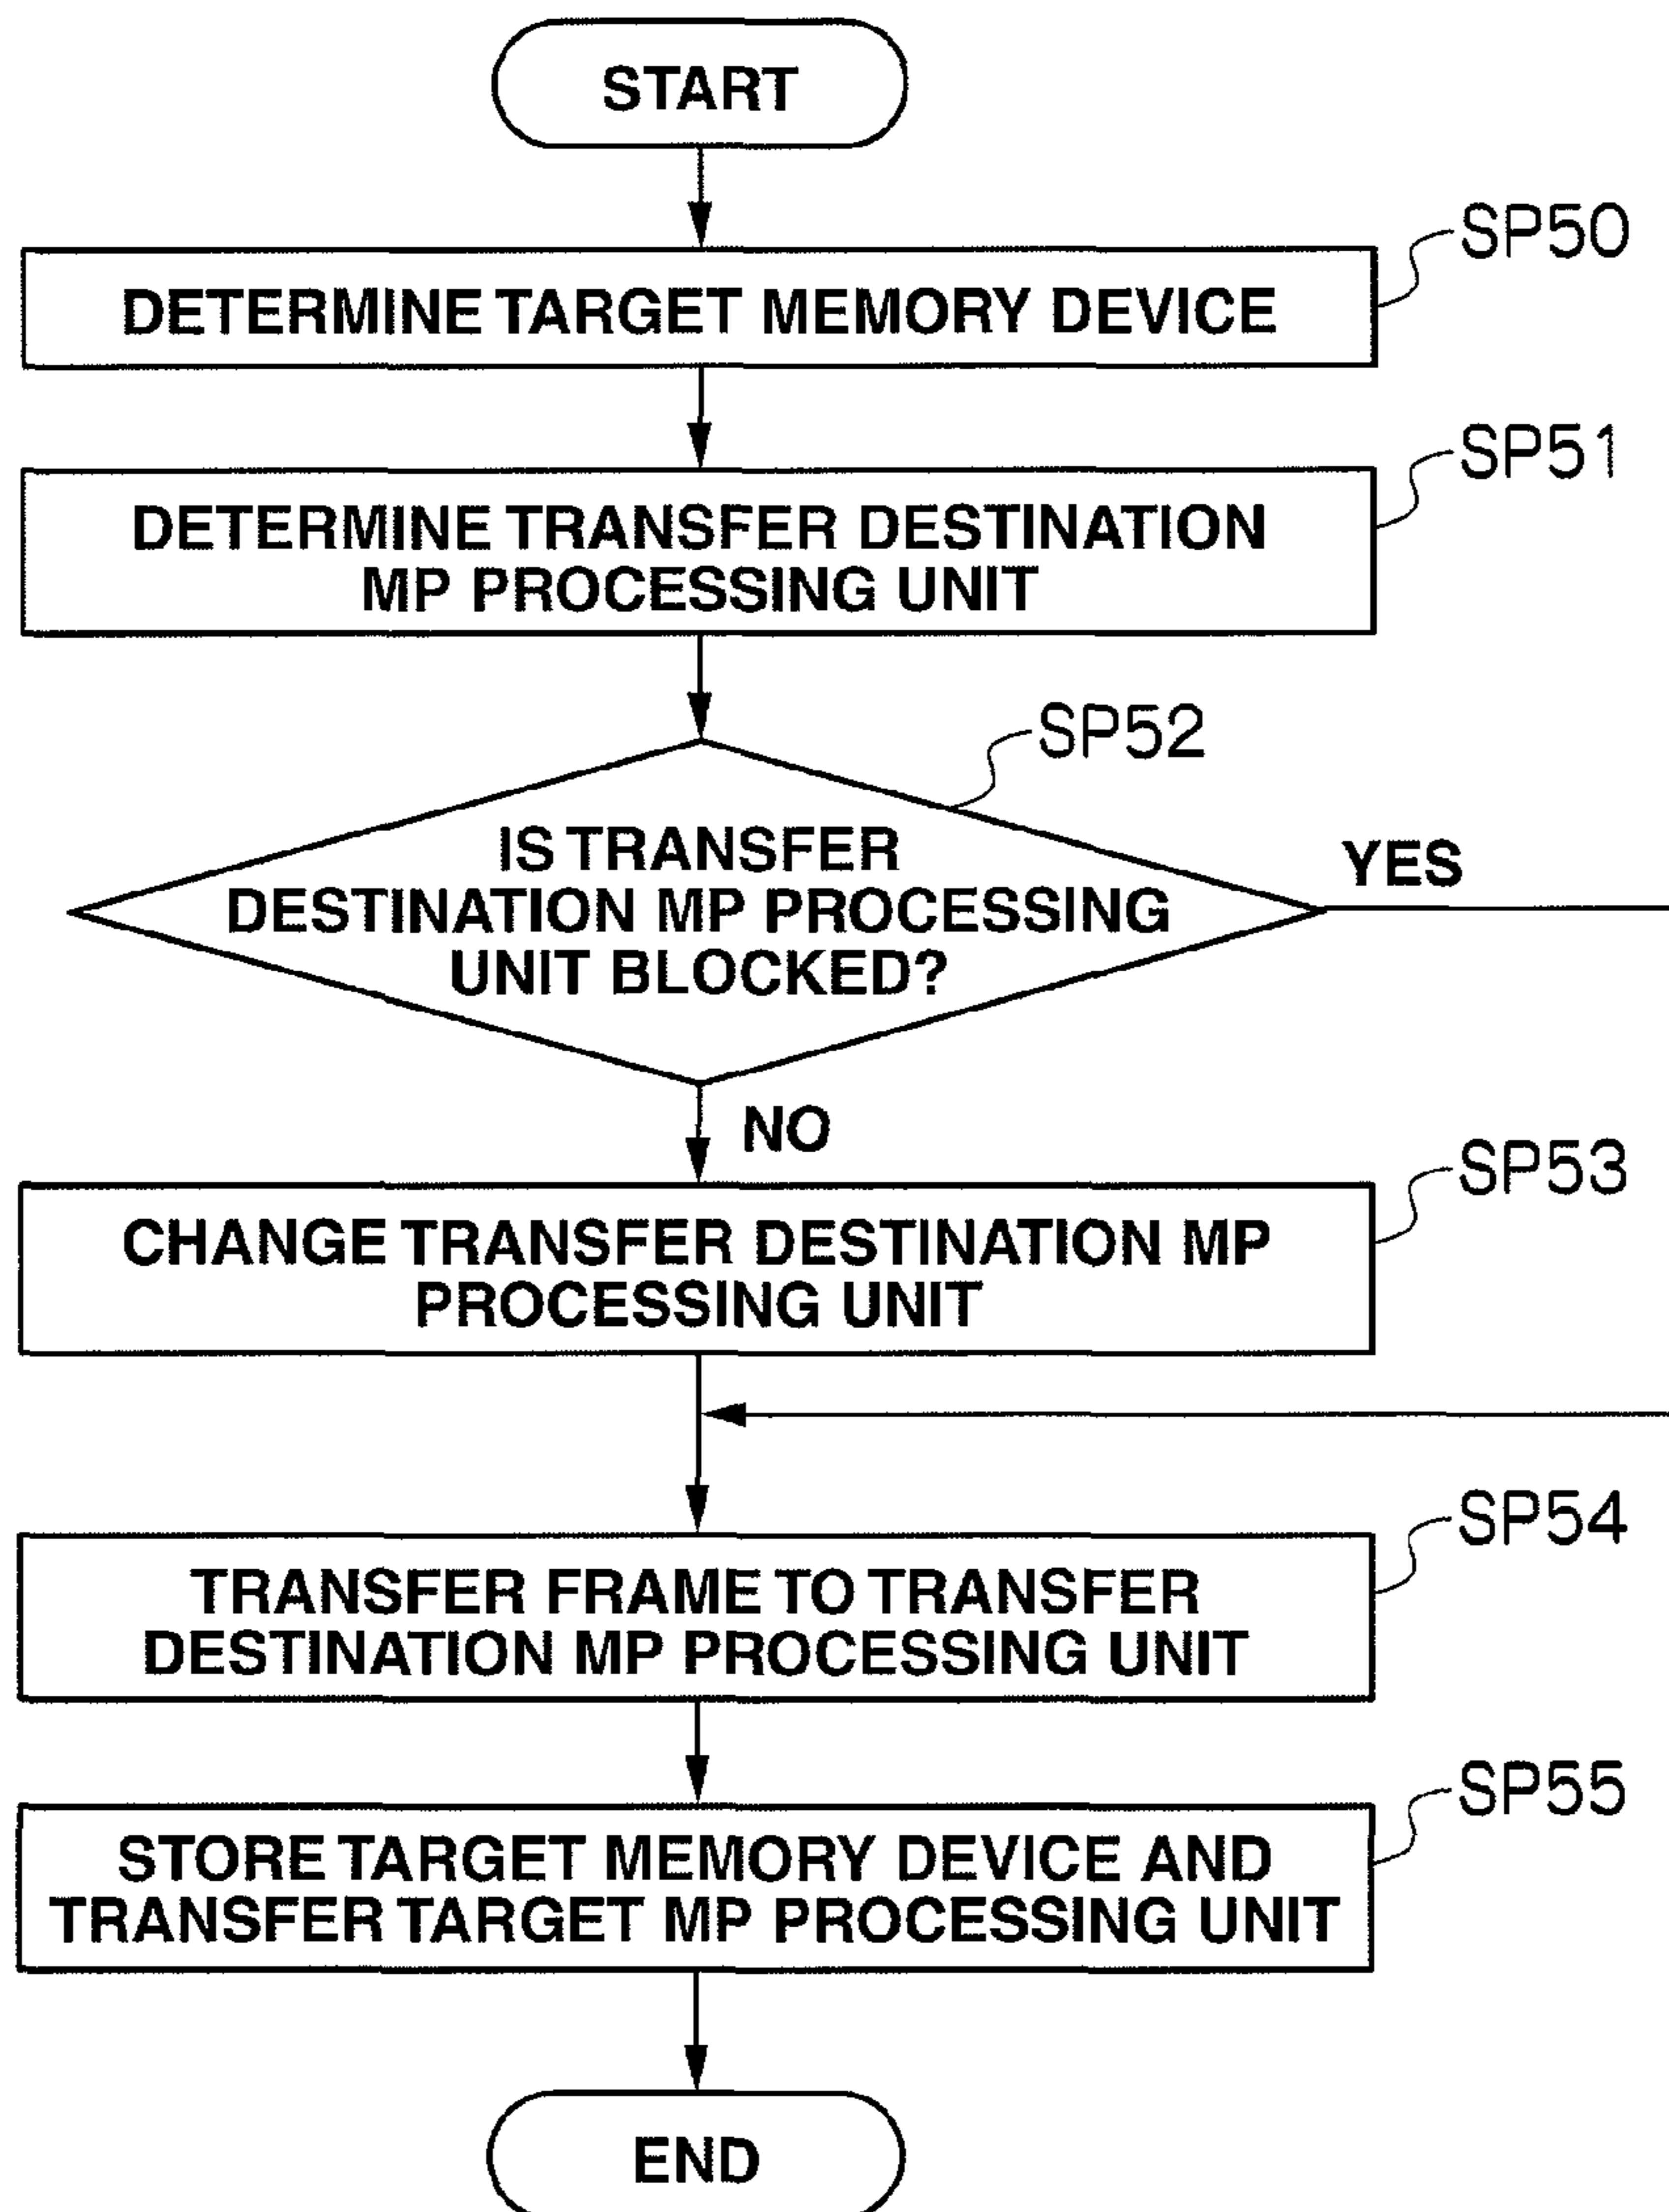 START
SP50
DETERMINE TARGET MEMORY DEVICE
SP51
DETERMINE TRANSFER DESTINATION
MP PROCESSING UNIT
SP52
IS TRANSFER
DESTINATION MP PROCESSING
UNIT BLOCKED?
YES
NO
SP53
CHANGE TRANSFER DESTINATION MP
PROCESSING UNIT
SP54
TRANSFER FRAME TO TRANSFER
DESTINATION MP PROCESSING UNIT
SP55
STORE TARGET MEMORY DEVICE AND
TRANSFER TARGET MP PROCESSING UNIT
END